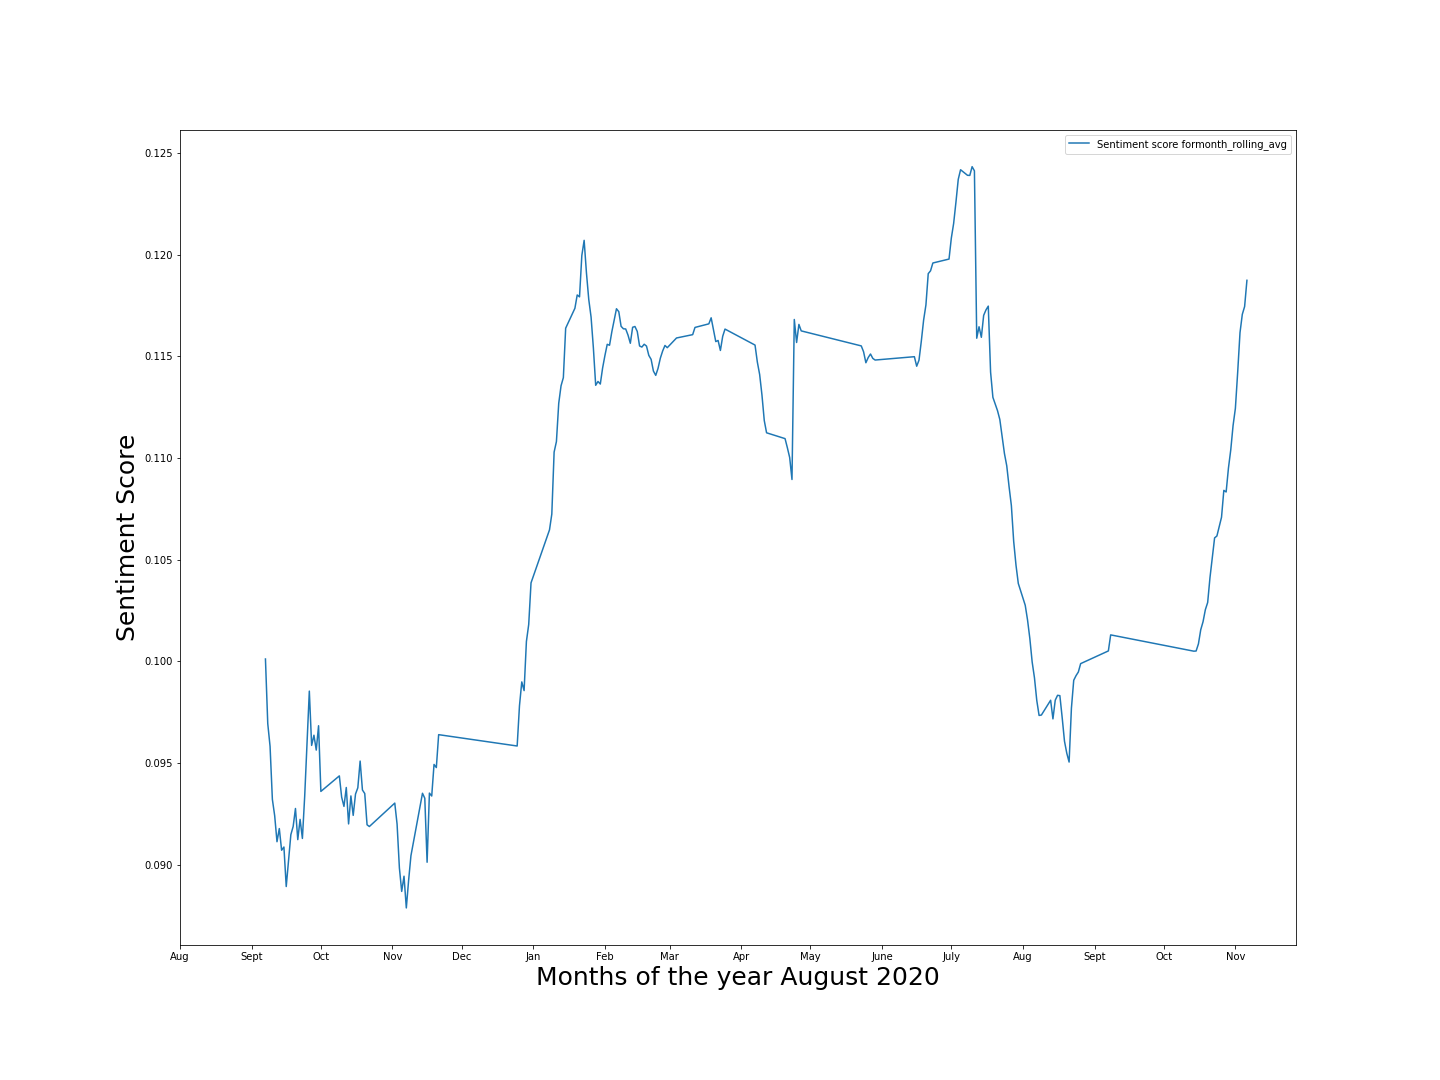 Sentiment score formonth_rolling_avg
0.125
0.120
0.115
0.110
0.105
0.100
0.095
0.090
Sentiment Score
Aug Sept Oct Nov Dec Jan Feb Mar Apr May June July Aug Sept Oct Nov
Months of the year August 2020